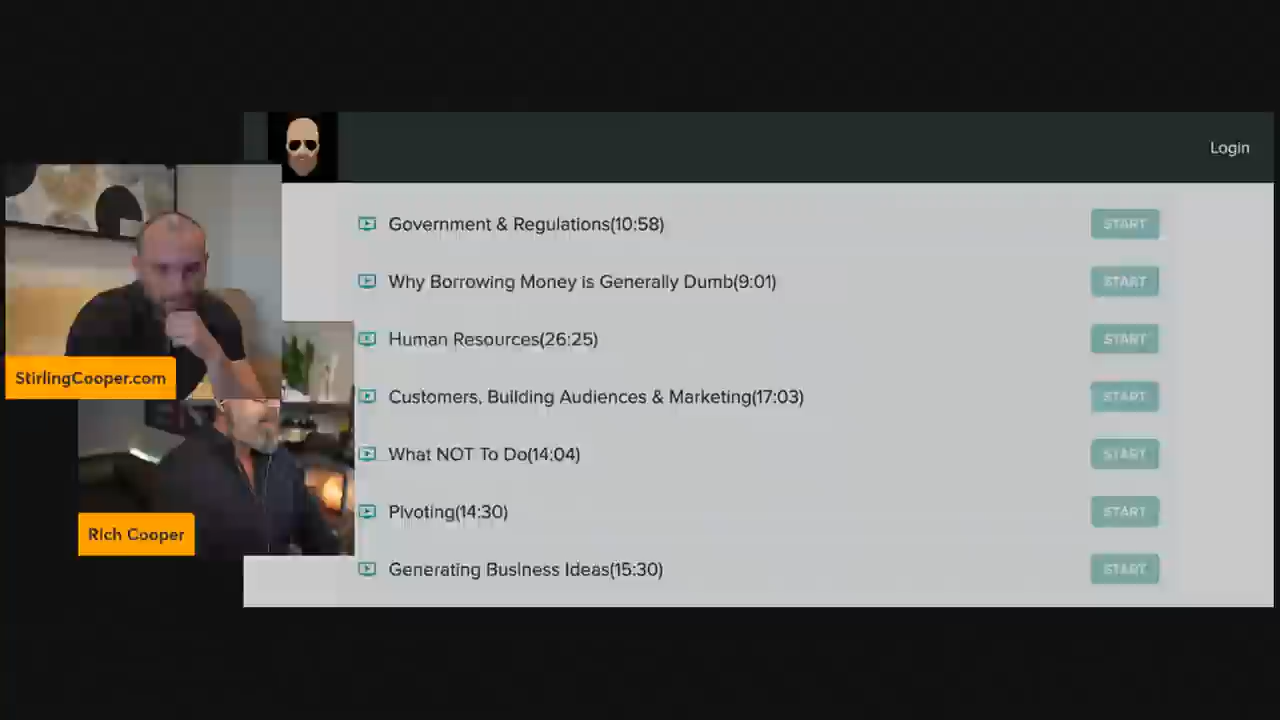 Login
Government & Regulations(10:58)
START
Why Borrowing Money is Generally Dumb(9:01)
START
Human Resources(26:25)
START
Customers, Building Audiences & Marketing(17:03)
START
What NOT To Do(14:04)
START
Pivoting(14:30)
START
Generating Business Ideas(15:30)
START
StirlingCooper.com
Rich Cooper